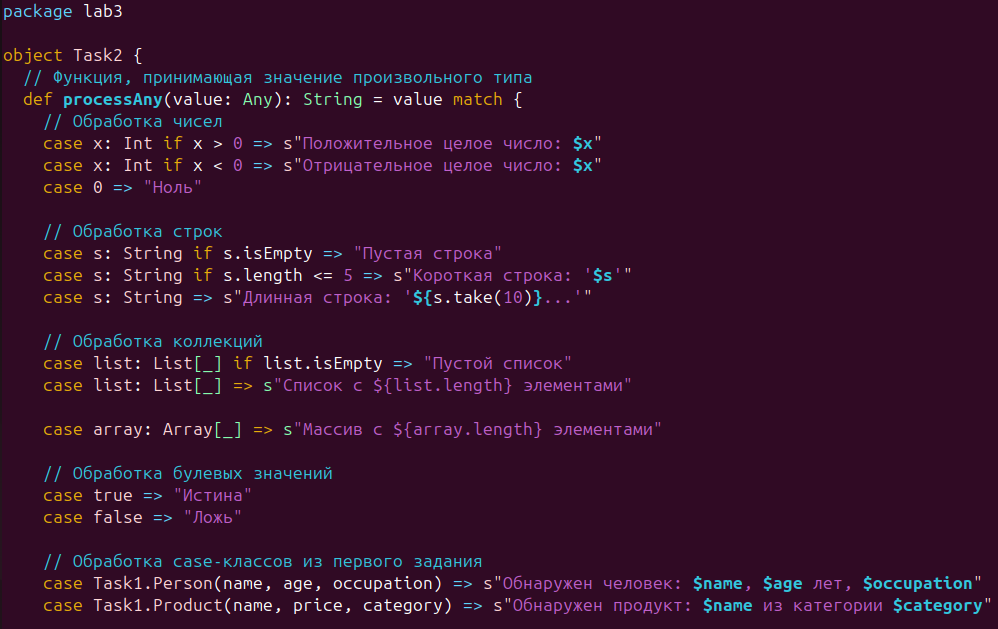 package lab3
object Task2 {
// Функция, принимающая значение произвольного типа
def processAny(value: Any): String = value match {
// Обработка чисел
case x: Int if x > 0 => s"Положительное целое число: $x"
case x: Int if x < 0 => s"Отрицательное целое число: $x"
case 0 => "Ноль"
// Обработка строк
case s: String if s.isEmpty => "Пустая строка"
case s: String if s.length <= 5 => s"Короткая строка: '$s'"
case s: String => s"Длинная строка: '${s.take(10)}...'"
// Обработка коллекций
case list: List[_] if list.isEmpty => "Пустой список"
case list: List[_] => s"Список с ${list.length} элементами"
case array: Array[_] => s"Массив с ${array.length} элементами"
// Обработка булевых значений
case true => "Истина"
case false => "Ложь"
// Обработка case-классов из первого задания
case Task1.Person(name, age, occupation) => s"Обнаружен человек: $name, $age лет, $occupation"
case Task1.Product(name, price, category) => s"Обнаружен продукт: $name из категории $category"